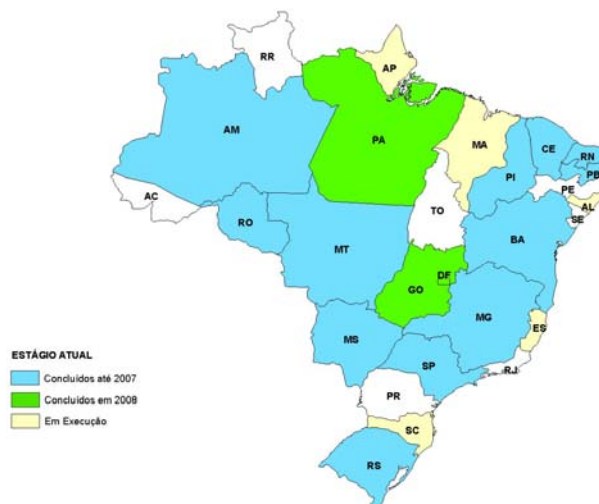 RR
AP
AM
PA
MA
CE
RN
PB
PI
PE
AL
SE
AC
TO
RO
BA
MT
DF
GO
MG
ES
MS
SP
RJ
PR
SC
RS
ESTÁGIO ATUAL
Concluídos até 2007
Concluídos em 2008
Em Execução